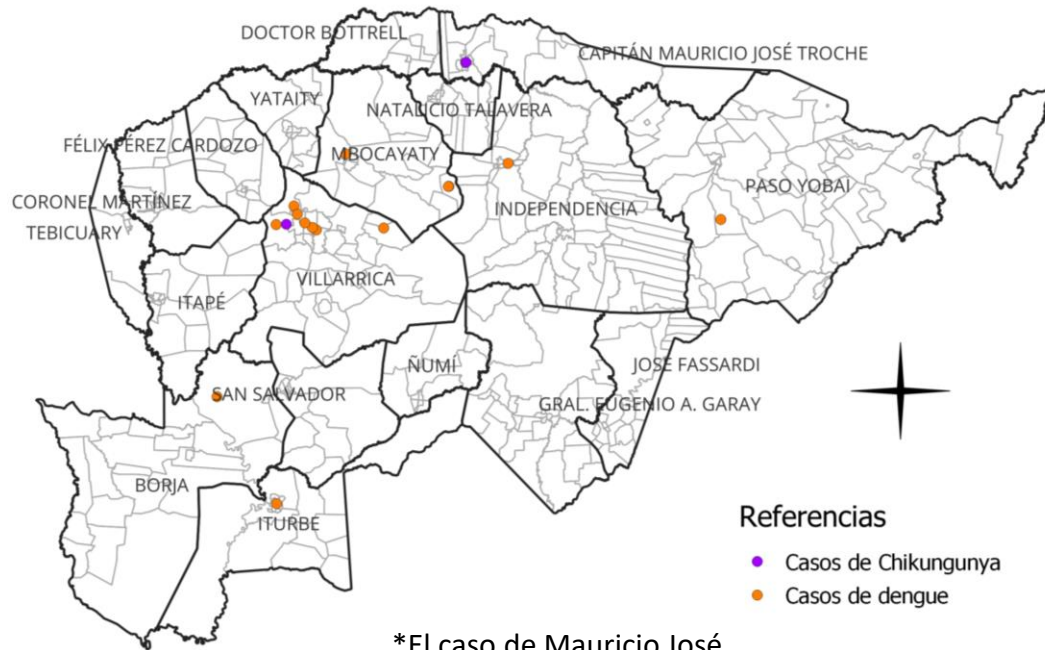 DOCTOR BOTTRELL
CAPITÁN MAURICIO JOSÉ TROCHE
YATAITY
NATALICIO TALAVERA
FÉLIX PÉREZ CARDOZO
MBOCAYATY
PASO YOBAI
CORONEL MARTÍNEZ
INDEPENDENCIA
TEBICUARY
VILLARRICA
ITAPÉ
ÑUMÍ
JOSE FASSARDI
SAN SALVADOR
GRAL. EUGENIO A. GARAY
BORJA
ITURBE
Referencias
Casos de Chikungunya
Casos de dengue
*El caso de Mauricio José